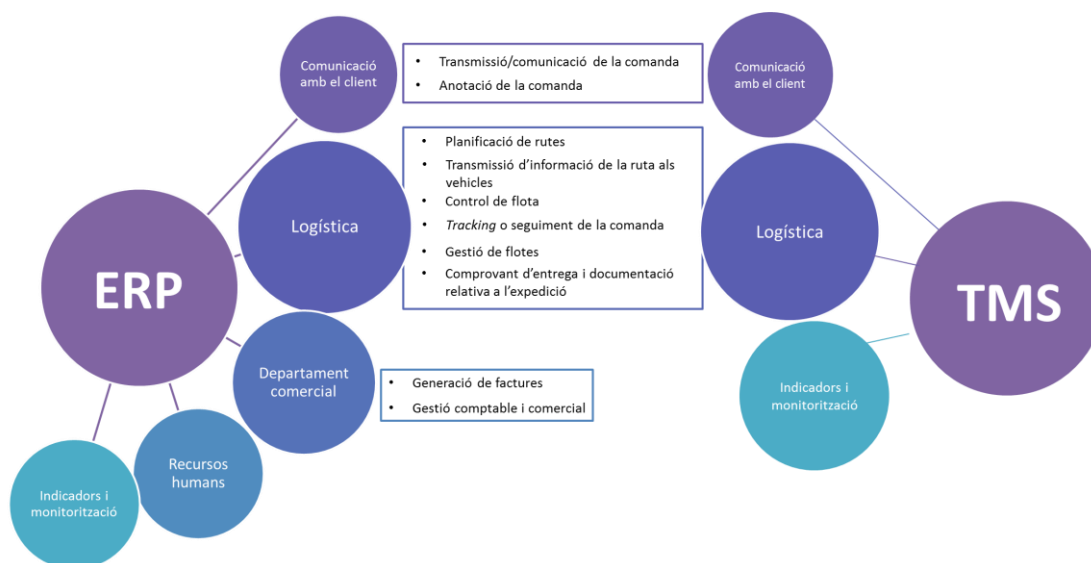 Comunicació
amb el client
• Transmissió/comunicació de la comanda
• Anotació de la comanda
Comunicació
amb el client
Logística
• Planificació de rutes
• Transmissió d’informació de la ruta als
vehicles
• Control de flota
• Tracking o seguiment de la comanda
• Gestió de flotes
• Comprovant d’entrega i documentació
relativa a l’expedició
Logística
ERP
TMS
Departament
comercial
• Generació de factures
• Gestió comptable i comercial
Indicadors i
monitorització
Recursos
humans
Indicadors i
monitorització